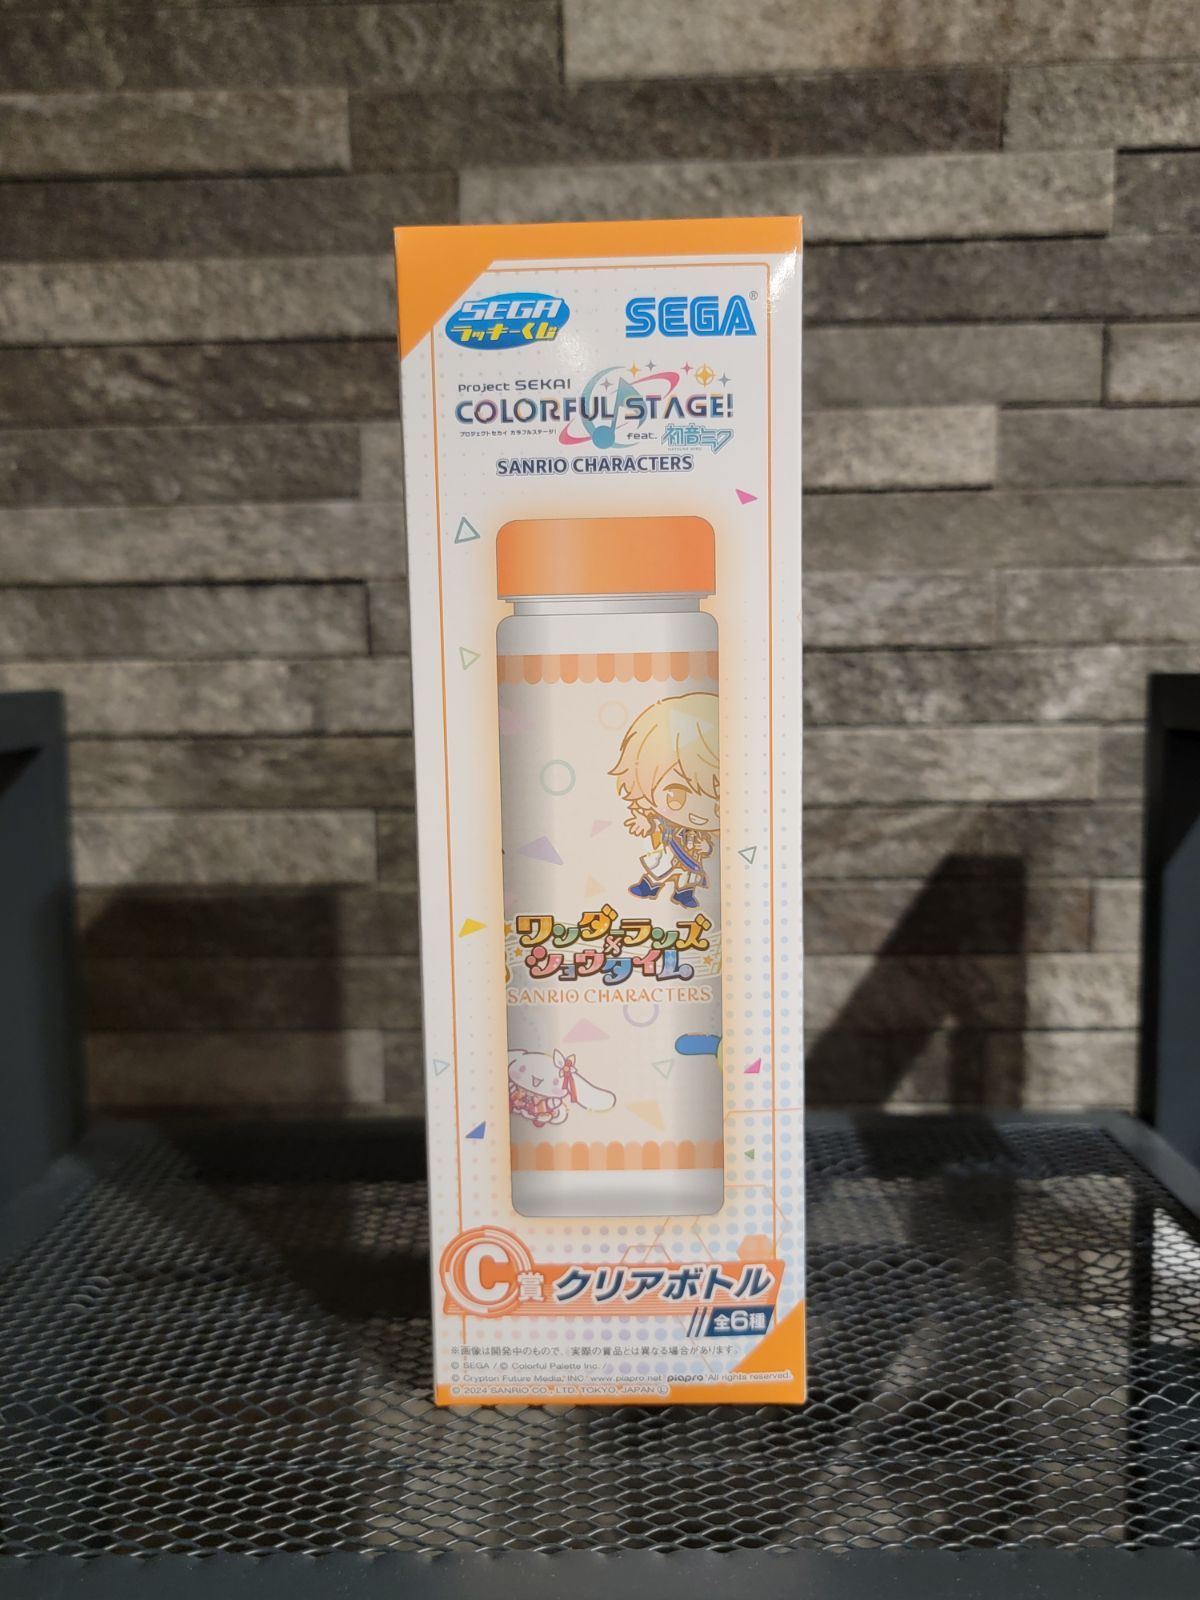 SEGA
ラッキーくじ
SEGA®
Project SEKAI
COLORFUL STAGE!
プロジェクトセカイ カラフルステージ!
feat. 初音ミク
HATSUNE MIKU
SANRIO CHARACTERS
ワンダーランズ
×
ショウタイム
SANRIO CHARACTERS
C賞 クリアボトル
全6種
※画像は開発中のもので、実際の賞品とは異なる場合があります。
© SEGA / © Colorful Palette Inc.
© Crypton Future Media, INC. www.piapro.net piapro All rights reserved.
© 2024 SANRIO CO., LTD. TOKYO, JAPAN Ⓛ